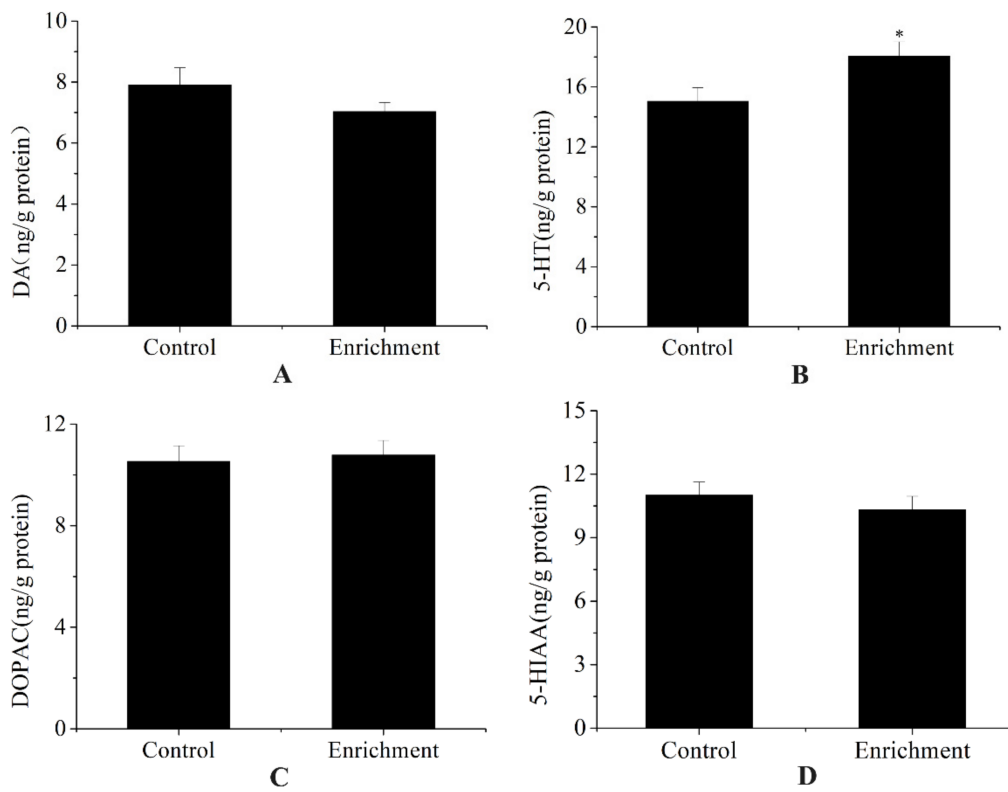 10
8
6
4
2
0
DA(ng/g protein)
Control Enrichment
A
20
16
12
8
4
0
5-HT(ng/g protein)
*
Control Enrichment
B
12
8
4
0
DOPAC(ng/g protein)
Control Enrichment
C
15
12
9
6
3
0
5-HIAA(ng/g protein)
Control Enrichment
D